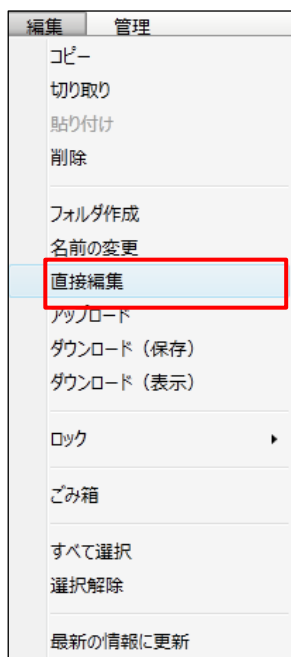 編集 管理
コピー
切り取り
貼り付け
削除
フォルダ作成
名前の変更
直接編集
アップロード
ダウンロード（保存）
ダウンロード（表示）
ロック
ごみ箱
すべて選択
選択解除
最新の情報に更新